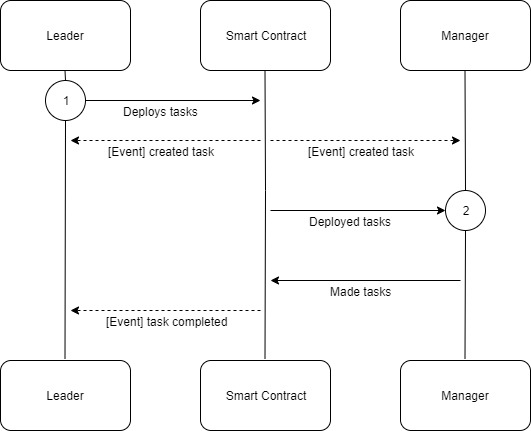 Leader
Smart Contract
Manager
1
Deploys tasks
[Event] created task
[Event] created task
2
Deployed tasks
Made tasks
[Event] task completed
Leader
Smart Contract
Manager